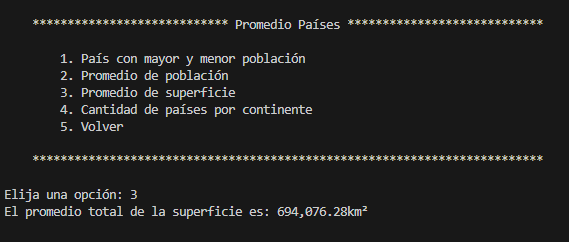 **************************** Promedio Países ****************************
1. País con mayor y menor población
2. Promedio de población
3. Promedio de superficie
4. Cantidad de países por continente
5. Volver
*************************************************************************
Elija una opción: 3
El promedio total de la superficie es: 694,076.28km²